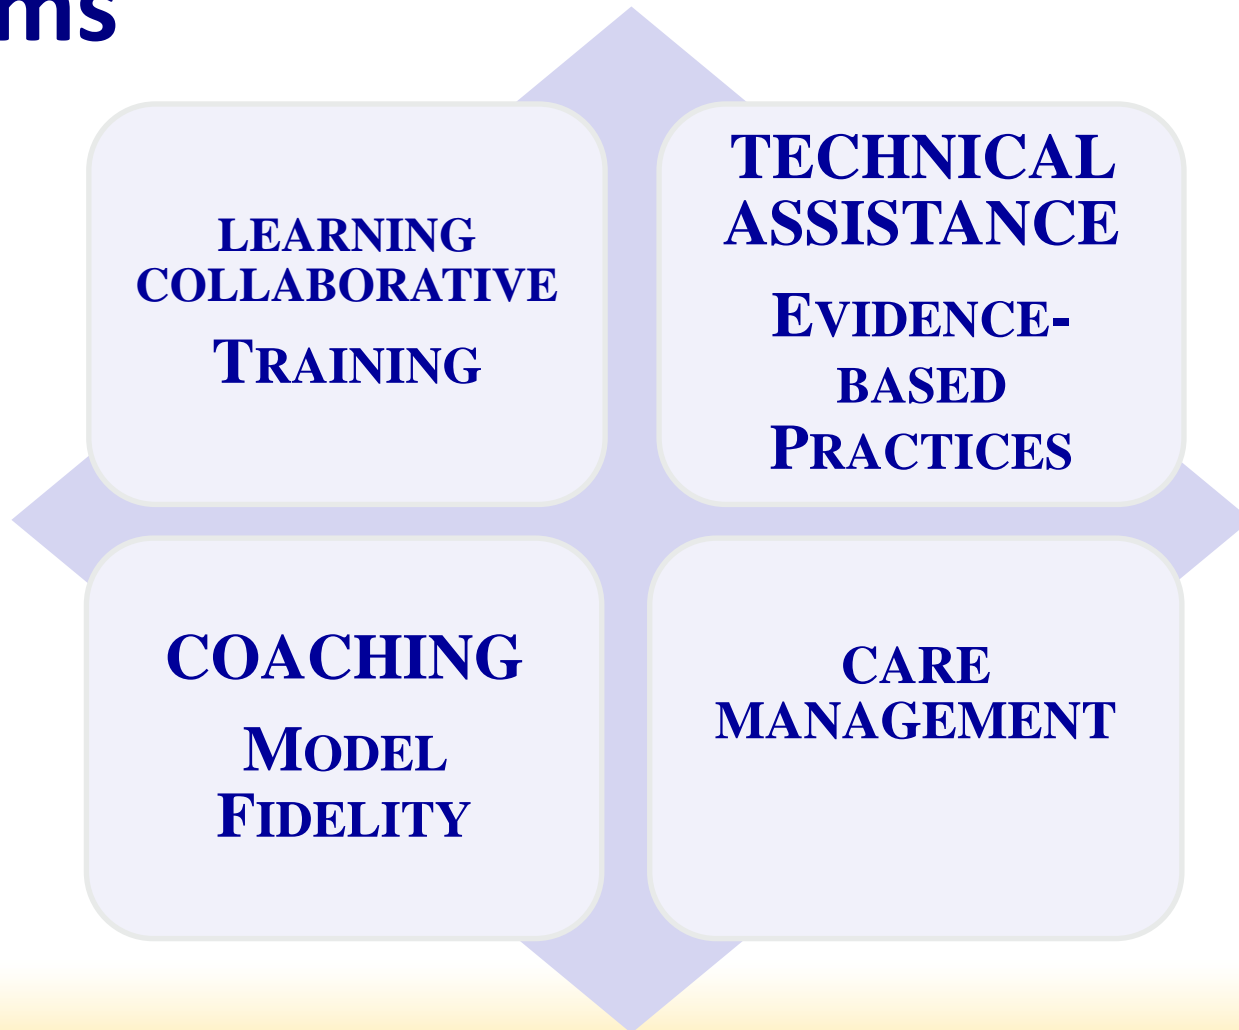 ms
LEARNING
COLLABORATIVE
TRAINING
TECHNICAL
ASSISTANCE
EVIDENCE-
BASED
PRACTICES
COACHING
MODEL
FIDELITY
CARE
MANAGEMENT